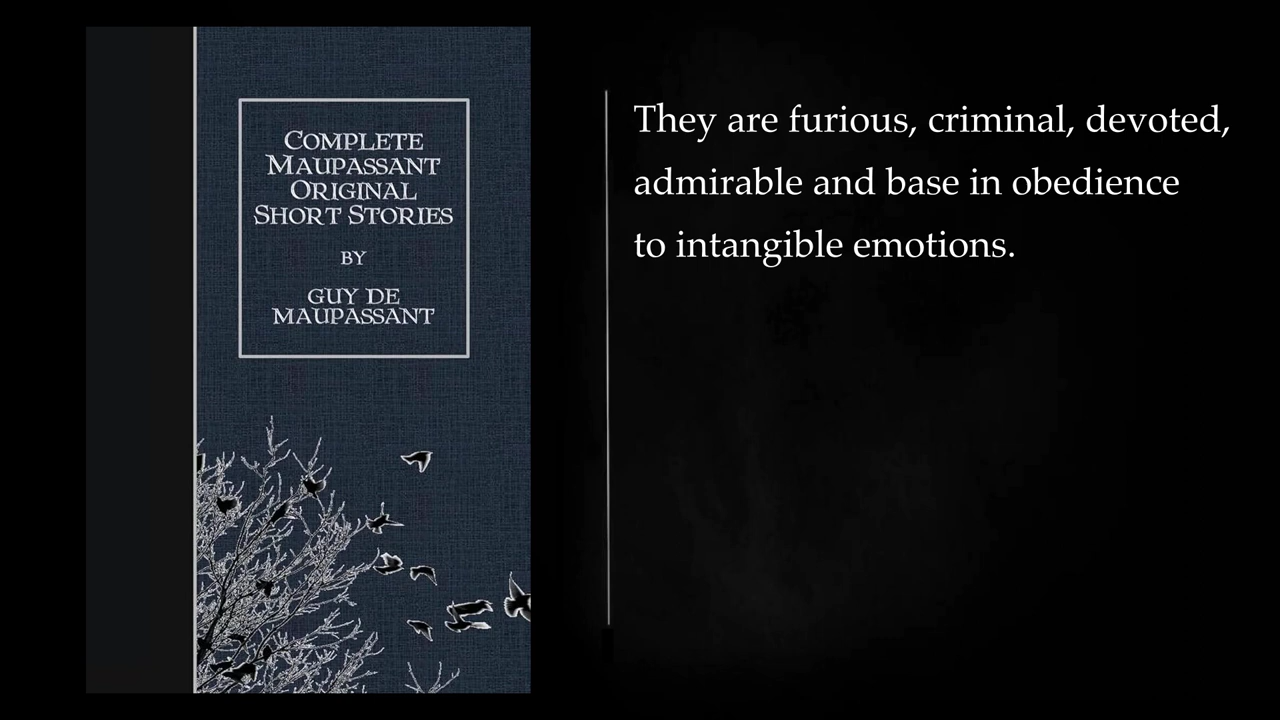 COMPLETE
MAUPASSANT
ORIGINAL
SHORT STORIES
BY
GUY DE
MAUPASSANT
They are furious, criminal, devoted,
admirable and base in obedience
to intangible emotions.